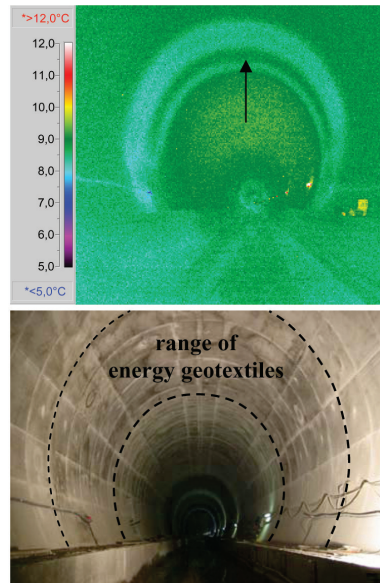 *>12,0°C
12,0
11,0
10,0
9,0
8,0
7,0
6,0
5,0
*<5,0°C
range of
energy geotextiles